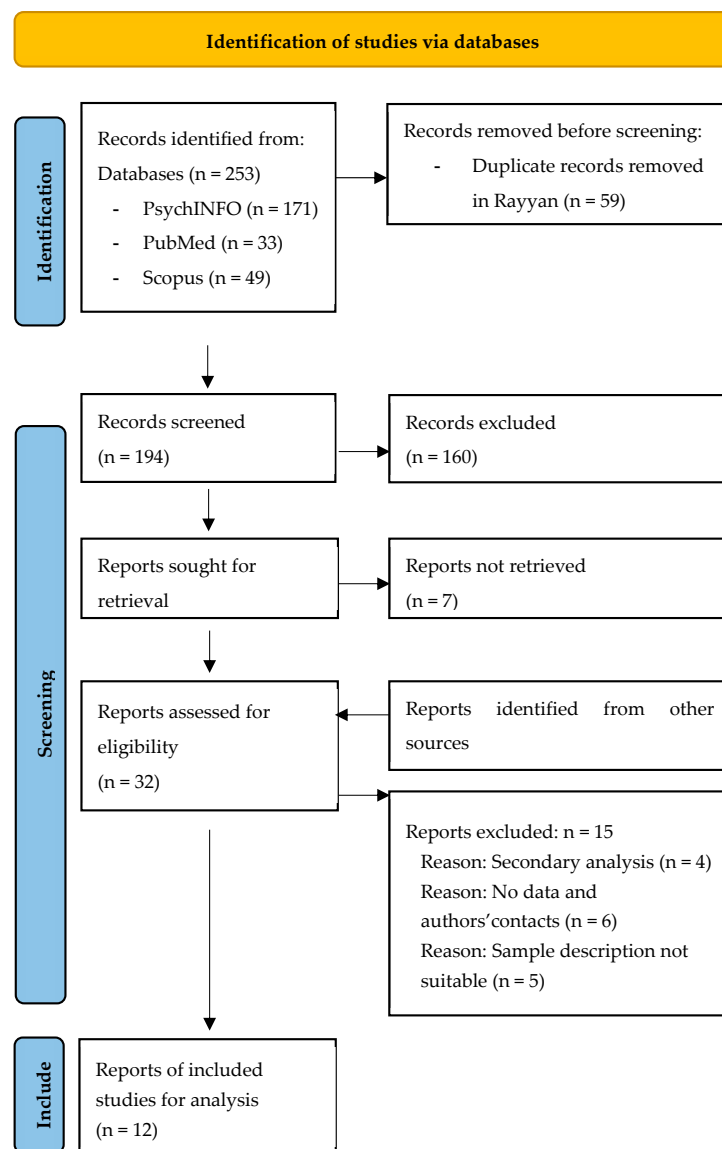 Identification of studies via databases
Identification
Records identified from:
Databases (n = 253)
- PsychINFO (n = 171)
- PubMed (n = 33)
- Scopus (n = 49)
Records removed before screening:
- Duplicate records removed
in Rayyan (n = 59)
Screening
Records screened
(n = 194)
Records excluded
(n = 160)
Reports sought for
retrieval
Reports not retrieved
(n = 7)
Reports assessed for
eligibility
(n = 32)
Reports identified from other
sources
Reports excluded: n = 15
Reason: Secondary analysis (n = 4)
Reason: No data and
authors'contacts (n = 6)
Reason: Sample description not
suitable (n = 5)
Include
Reports of included
studies for analysis
(n = 12)